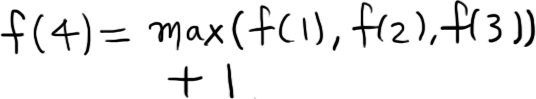 f(4) = max(f(1), f(2), f(3))
+ 1